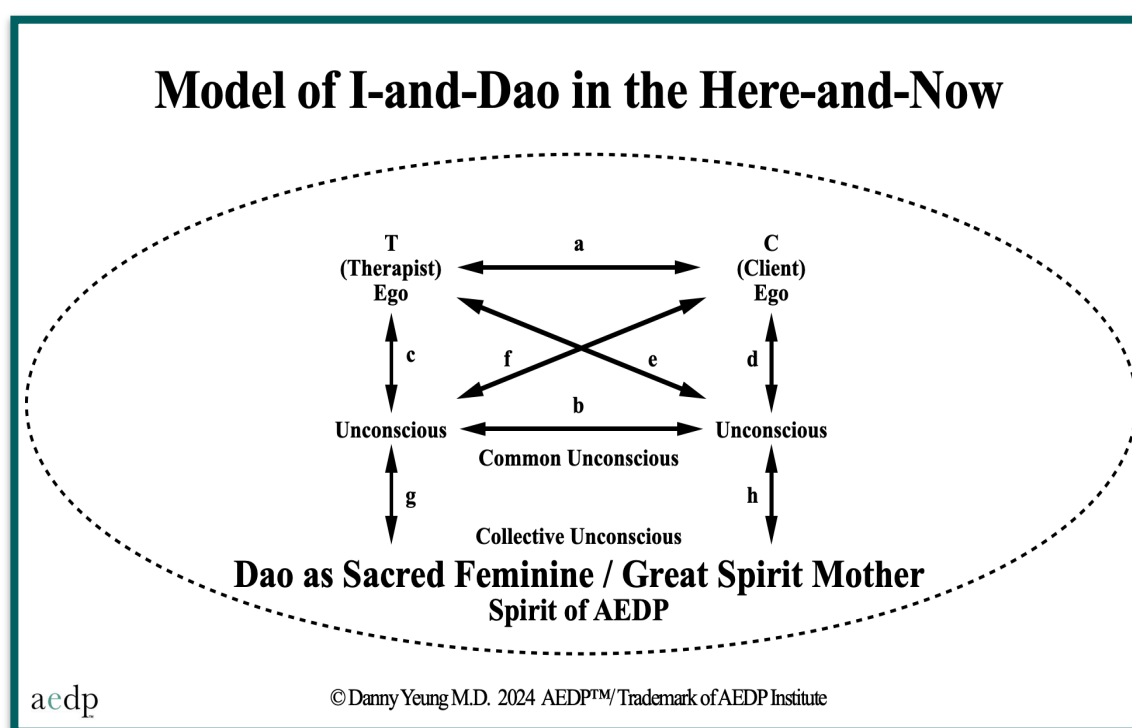 Model of I-and-Dao in the Here-and-Now
T a C
(Therapist) (Client)
Ego Ego
c f e d
b
Unconscious Unconscious
Common Unconscious
g h
Collective Unconscious
Dao as Sacred Feminine / Great Spirit Mother
Spirit of AEDP
aedp ™ © Danny Yeung M.D. 2024 AEDP™/ Trademark of AEDP Institute